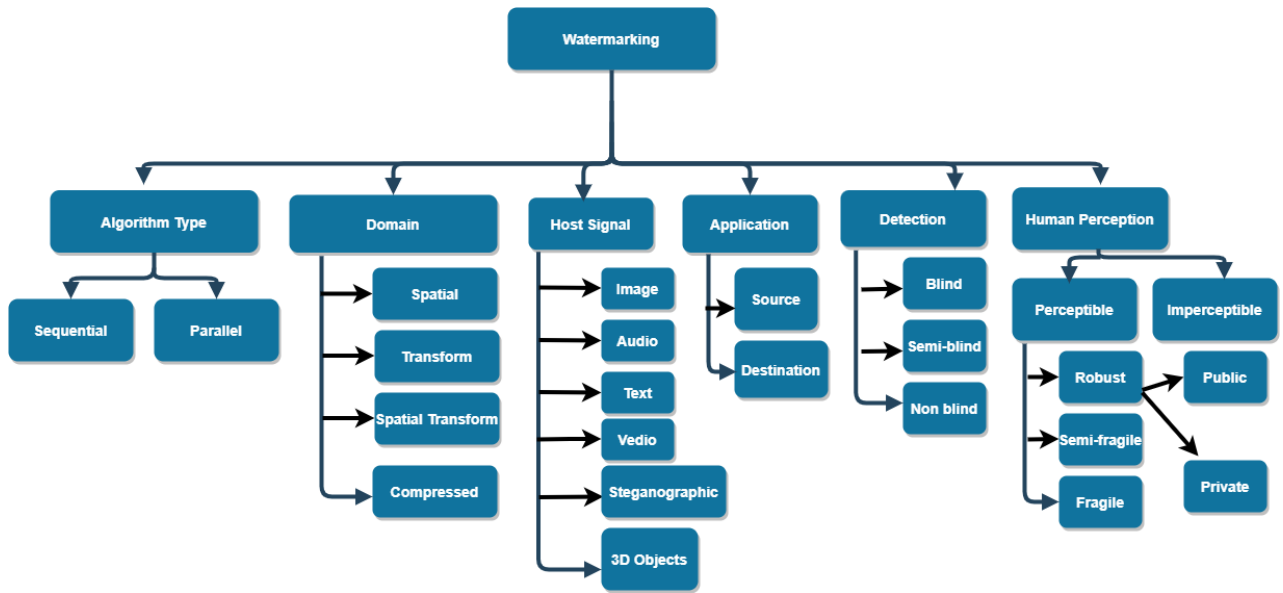 Watermarking
Algorithm Type
Domain
Host Signal
Application
Detection
Human Perception
Sequential
Parallel
Spatial
Transform
Spatial Transform
Compressed
Image
Audio
Text
Vedio
Steganographic
3D Objects
Source
Destination
Blind
Semi-blind
Non blind
Perceptible
Imperceptible
Robust
Semi-fragile
Fragile
Public
Private